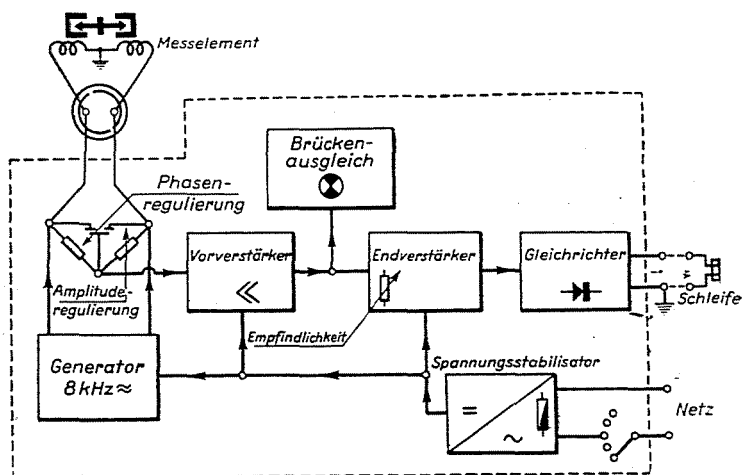 Messelement
Brücken-
ausgleich
Phasen-
regulierung
Vorverstärker
Endverstärker
Gleichrichter
Amplitude-
regulierung
Empfindlichkeit
Schleife
Generator
8 kHz ≈
Spannungsstabilisator
=
~
Netz